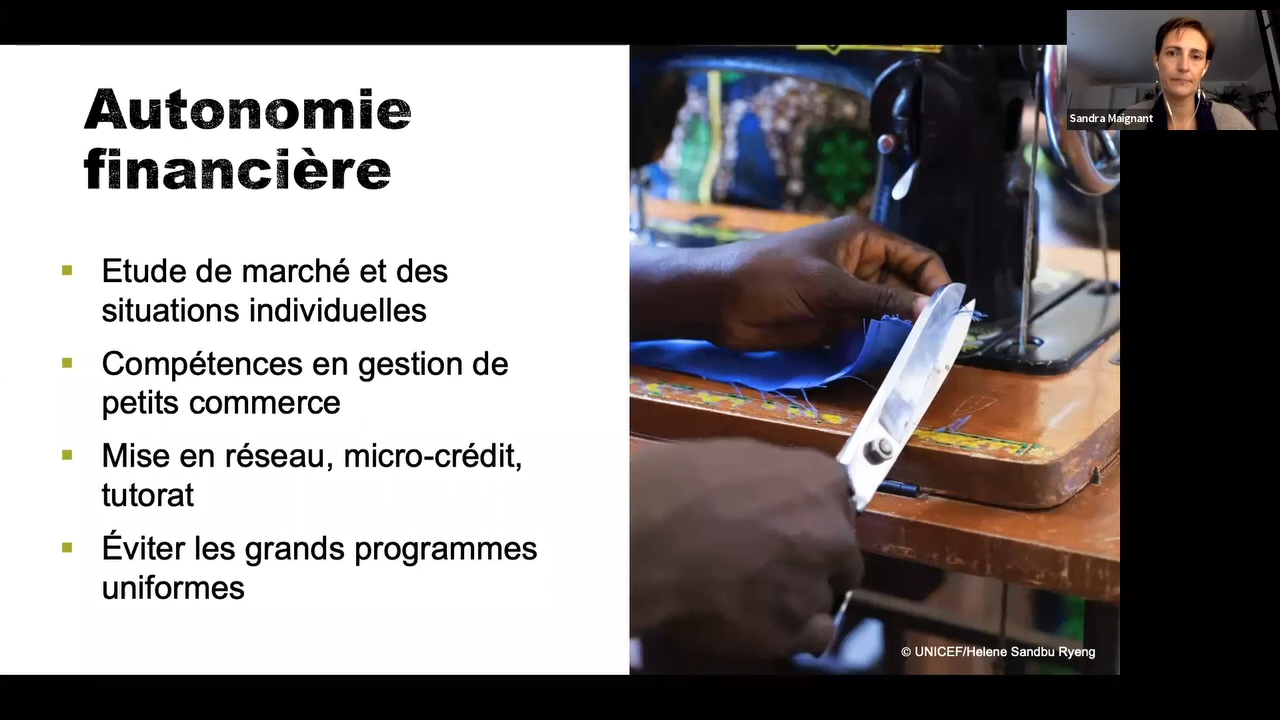 Autonomie
financière
▪ Etude de marché et des
situations individuelles
▪ Compétences en gestion de
petits commerce
▪ Mise en réseau, micro-crédit,
tutorat
▪ Éviter les grands programmes
uniformes
© UNICEF/Helene Sandbu Ryeng
Sandra Maignant